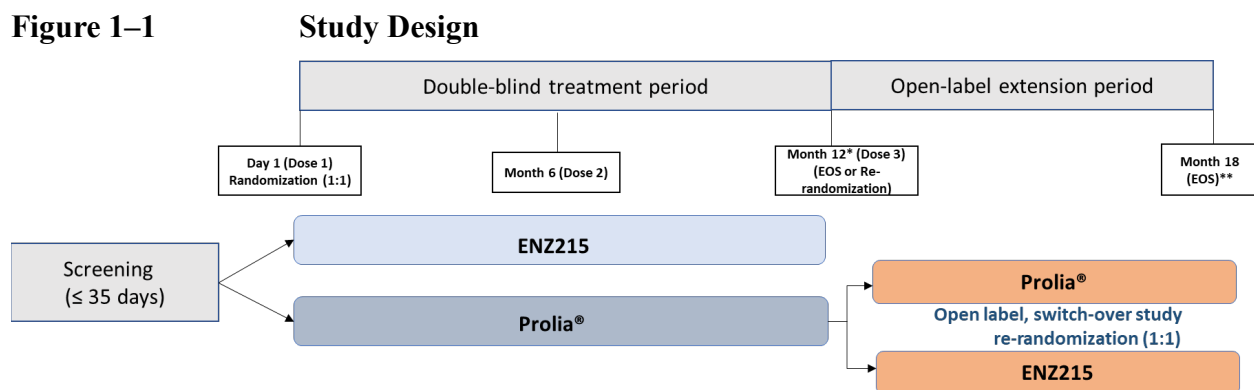 Figure 1–1 Study Design
Double-blind treatment period
Open-label extension period
Day 1 (Dose 1)
Randomization (1:1)
Month 6 (Dose 2)
Month 12* (Dose 3)
(EOS or Re-
randomization)
Month 18
(EOS)**
Screening
(≤ 35 days)
ENZ215
Prolia®
Prolia®
Open label, switch-over study
re-randomization (1:1)
ENZ215